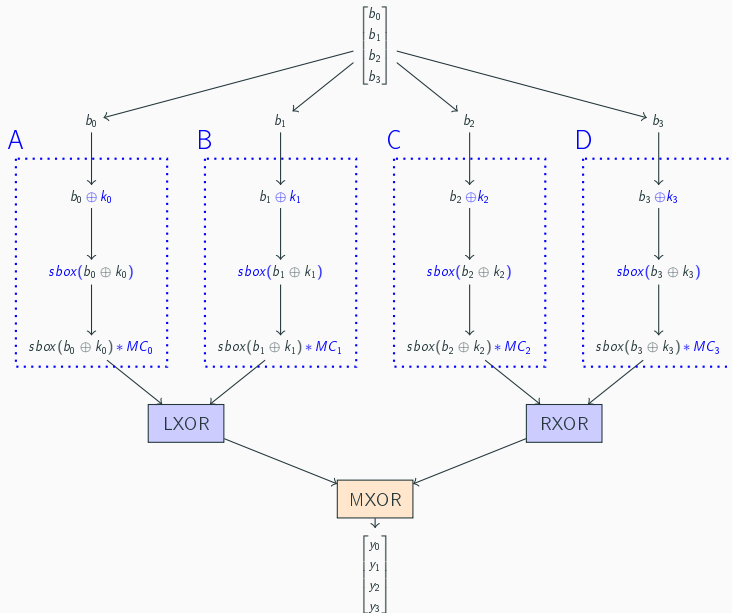 b₀
b₁
b₂
b₃
b₀ b₁ b₂ b₃
A B C D
b₀ ⊕ k₀ b₁ ⊕ k₁ b₂ ⊕ k₂ b₃ ⊕ k₃
sbox(b₀ ⊕ k₀) sbox(b₁ ⊕ k₁) sbox(b₂ ⊕ k₂) sbox(b₃ ⊕ k₃)
sbox(b₀ ⊕ k₀) * MC₀ sbox(b₁ ⊕ k₁) * MC₁ sbox(b₂ ⊕ k₂) * MC₂ sbox(b₃ ⊕ k₃) * MC₃
LXOR RXOR
MXOR
y₀
y₁
y₂
y₃